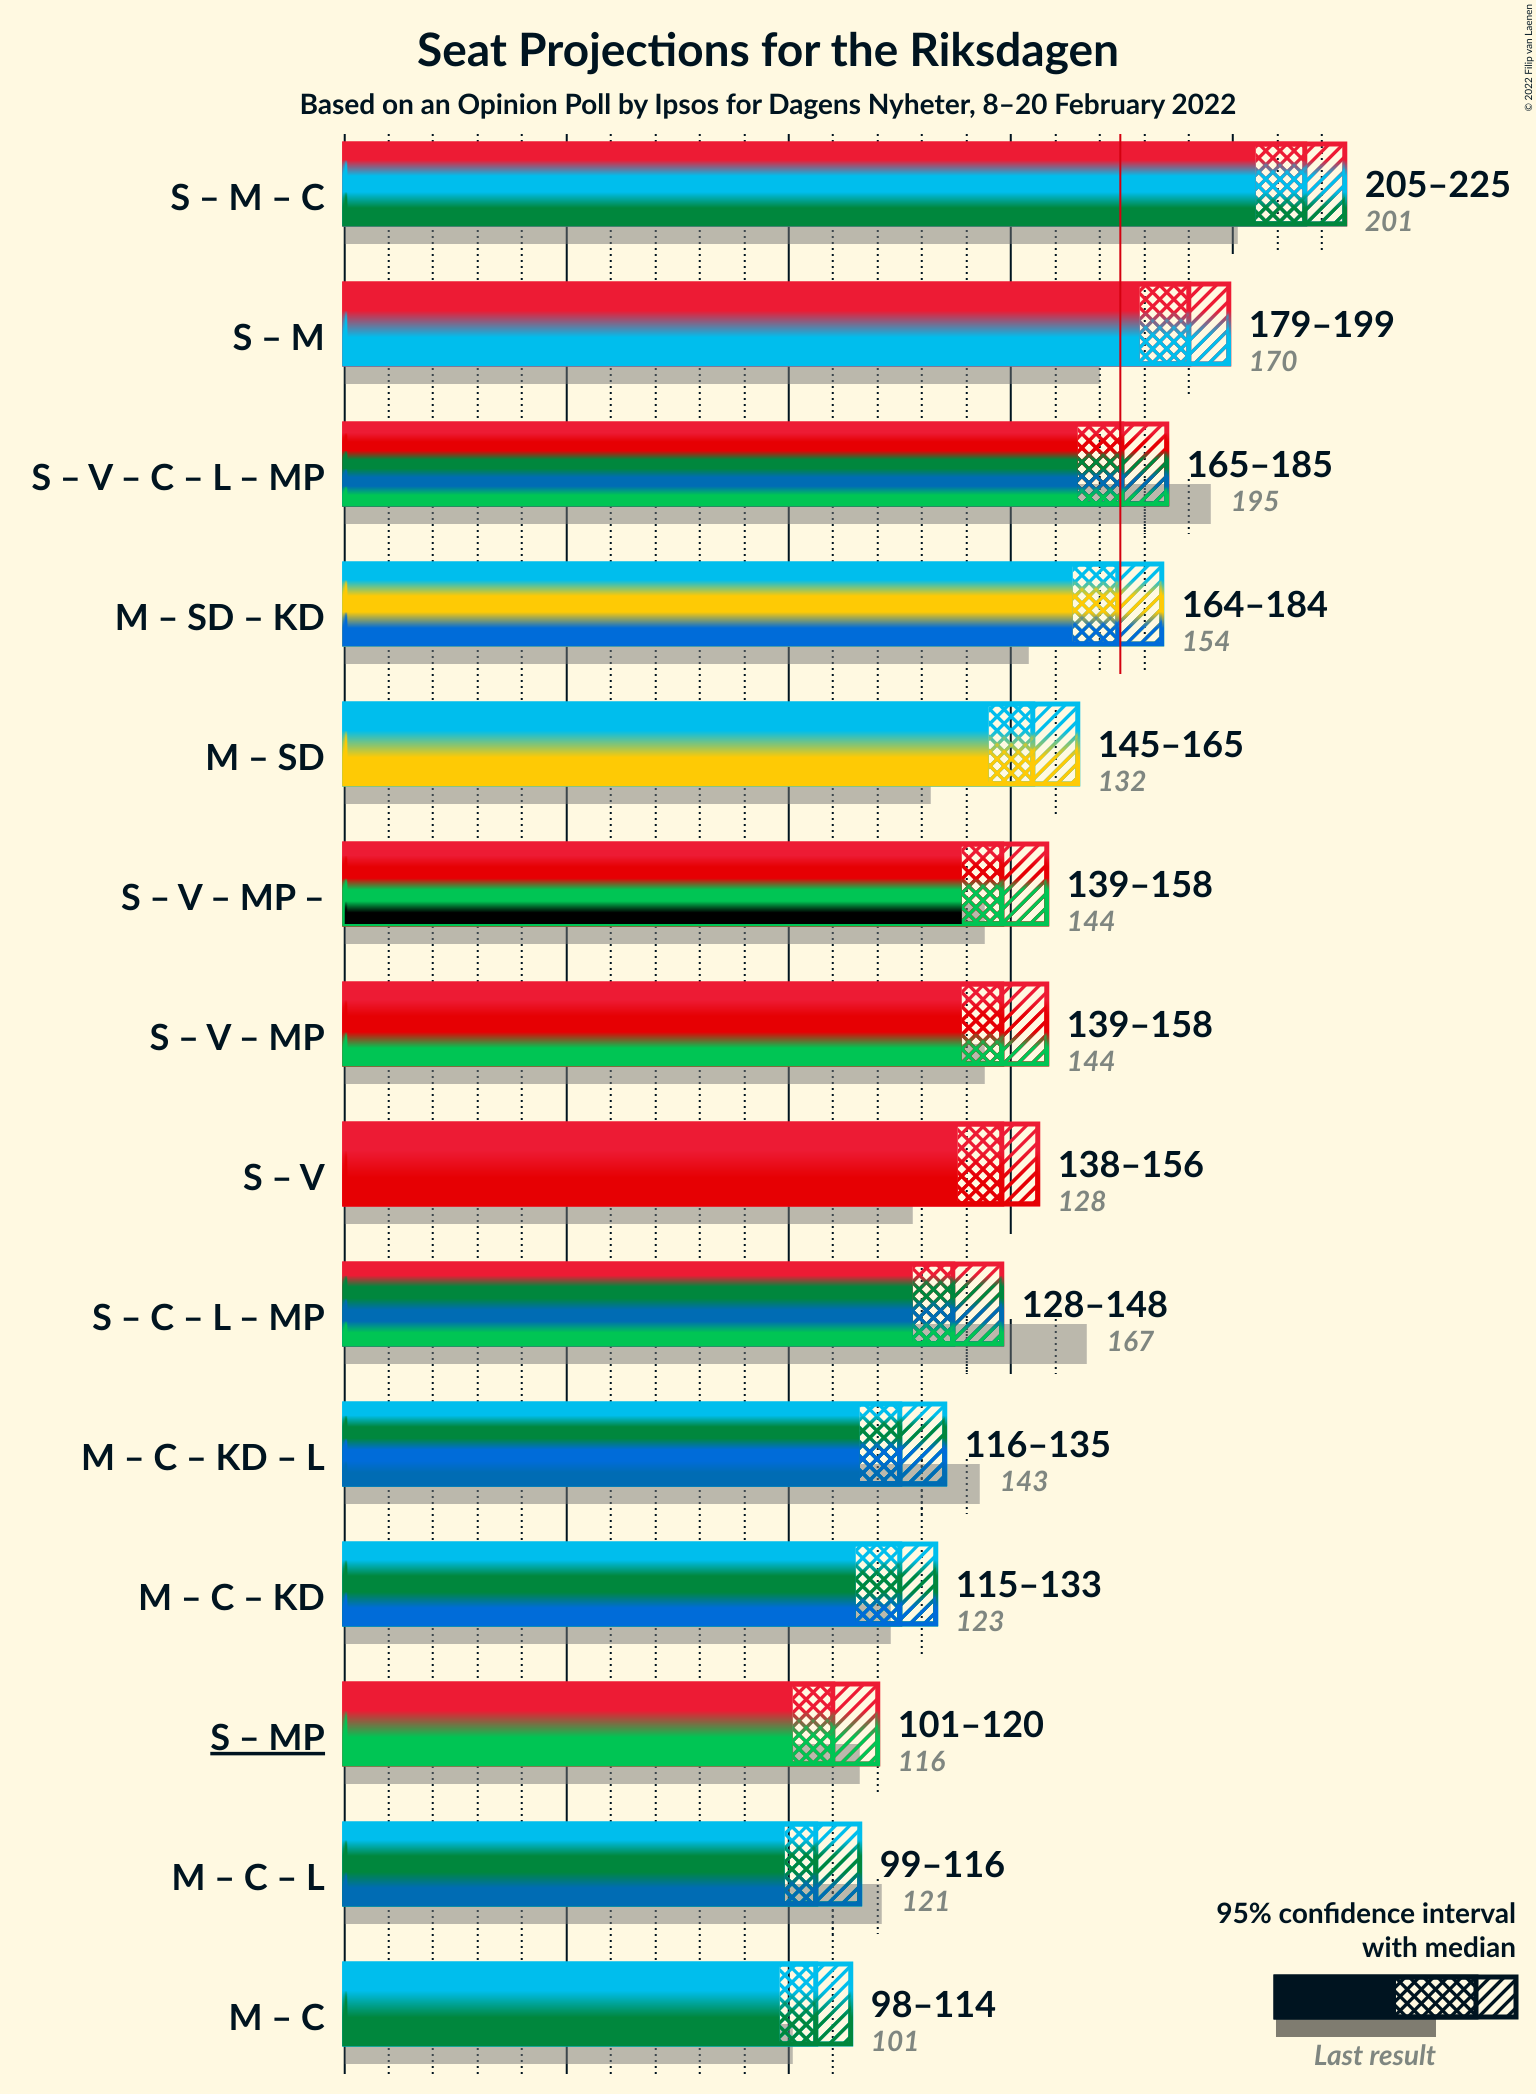 Seat Projections for the Riksdagen
Based on an Opinion Poll by Ipsos for Dagens Nyheter, 8–20 February 2022
© 2022 Filip van Laenen
S – M – C
205–225
201
S – M
179–199
170
S – V – C – L – MP
165–185
195
M – SD – KD
164–184
154
M – SD
145–165
132
S – V – MP –
139–158
144
S – V – MP
139–158
144
S – V
138–156
128
S – C – L – MP
128–148
167
M – C – KD – L
116–135
143
M – C – KD
115–133
123
S – MP
101–120
116
M – C – L
99–116
121
M – C
98–114
101
95% confidence interval
with median
Last result